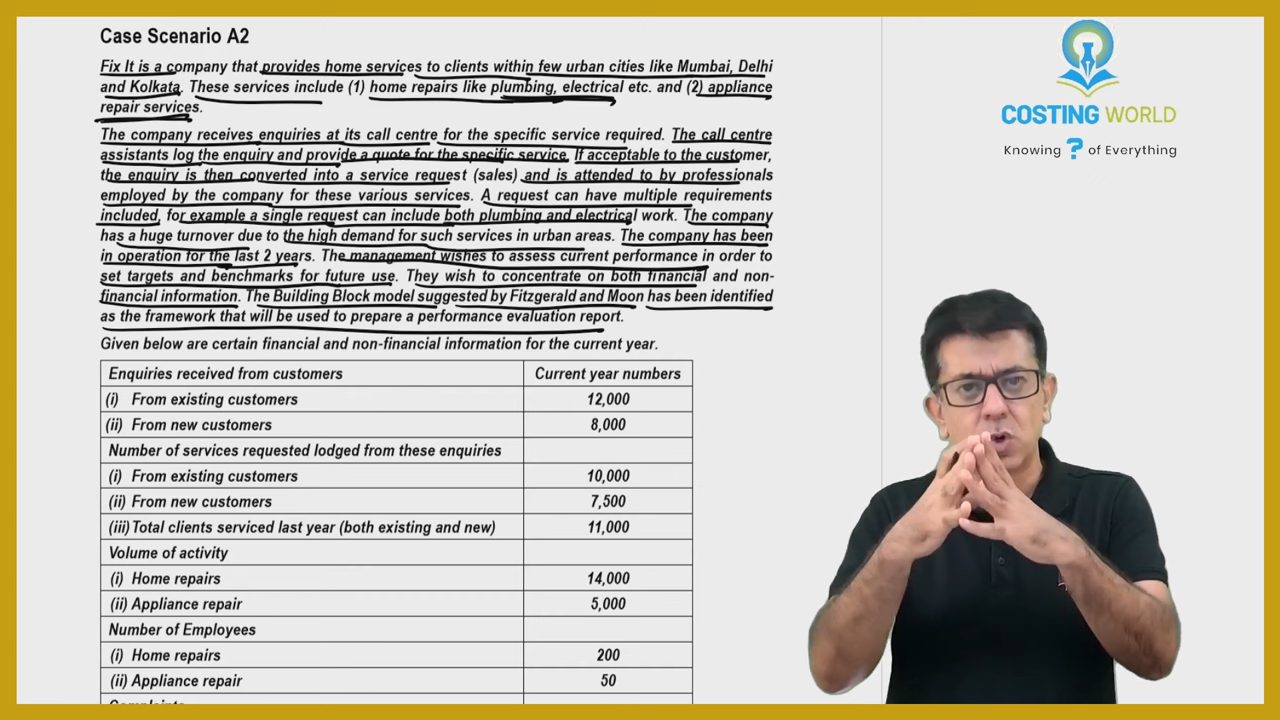 Case Scenario A2
Fix It is a company that provides home services to clients within few urban cities like Mumbai, Delhi
and Kolkata. These services include (1) home repairs like plumbing, electrical etc. and (2) appliance
repair services.
The company receives enquiries at its call centre for the specific service required. The call centre
assistants log the enquiry and provide a quote for the specific service. If acceptable to the customer,
the enquiry is then converted into a service request (sales) and is attended to by professionals
employed by the company for these various services. A request can have multiple requirements
included, for example a single request can include both plumbing and electrical work. The company
has a huge turnover due to the high demand for such services in urban areas. The company has been
in operation for the last 2 years. The management wishes to assess current performance in order to
set targets and benchmarks for future use. They wish to concentrate on both financial and non-
financial information. The Building Block model suggested by Fitzgerald and Moon has been identified
as the framework that will be used to prepare a performance evaluation report.
Given below are certain financial and non-financial information for the current year.
Enquiries received from customers Current year numbers
(i) From existing customers 12,000
(ii) From new customers 8,000
Number of services requested lodged from these enquiries
(i) From existing customers 10,000
(ii) From new customers 7,500
(iii) Total clients serviced last year (both existing and new) 11,000
Volume of activity
(i) Home repairs 14,000
(ii) Appliance repair 5,000
Number of Employees
(i) Home repairs 200
(ii) Appliance repair 50
COSTING WORLD
Knowing ? of Everything